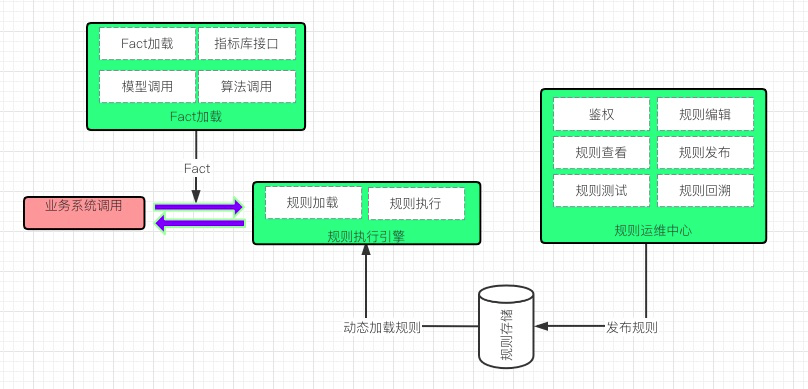 Fact加载
指标库接口
模型调用
算法调用
Fact加载
Fact
业务系统调用
规则加载
规则执行
规则执行引擎
鉴权
规则编辑
规则查看
规则发布
规则测试
规则回溯
规则运维中心
动态加载规则
规则存储
发布规则